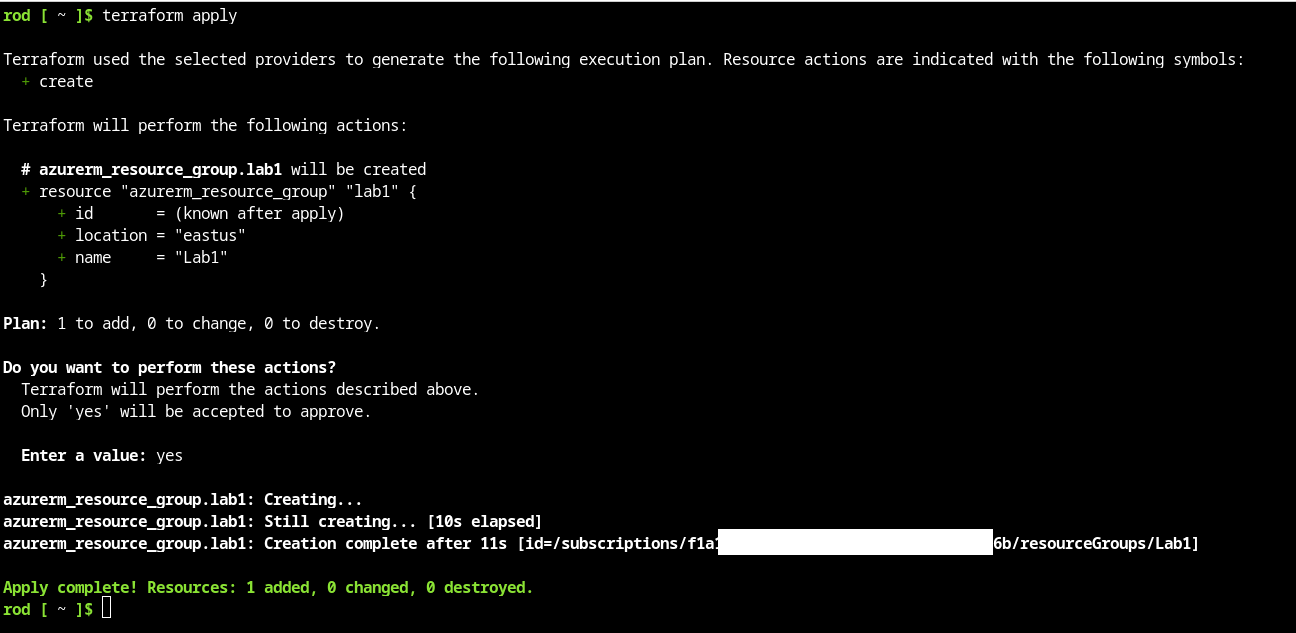 rod [ ~ ]$ terraform apply
Terraform used the selected providers to generate the following execution plan. Resource actions are indicated with the following symbols:
+ create
Terraform will perform the following actions:
# azurerm_resource_group.lab1 will be created
+ resource "azurerm_resource_group" "lab1" {
+ id       = (known after apply)
+ location = "eastus"
+ name     = "Lab1"
}
Plan: 1 to add, 0 to change, 0 to destroy.
Do you want to perform these actions?
Terraform will perform the actions described above.
Only 'yes' will be accepted to approve.
Enter a value: yes
azurerm_resource_group.lab1: Creating...
azurerm_resource_group.lab1: Still creating... [10s elapsed]
azurerm_resource_group.lab1: Creation complete after 11s [id=/subscriptions/f1a1 6b/resourceGroups/Lab1]
Apply complete! Resources: 1 added, 0 changed, 0 destroyed.
rod [ ~ ]$